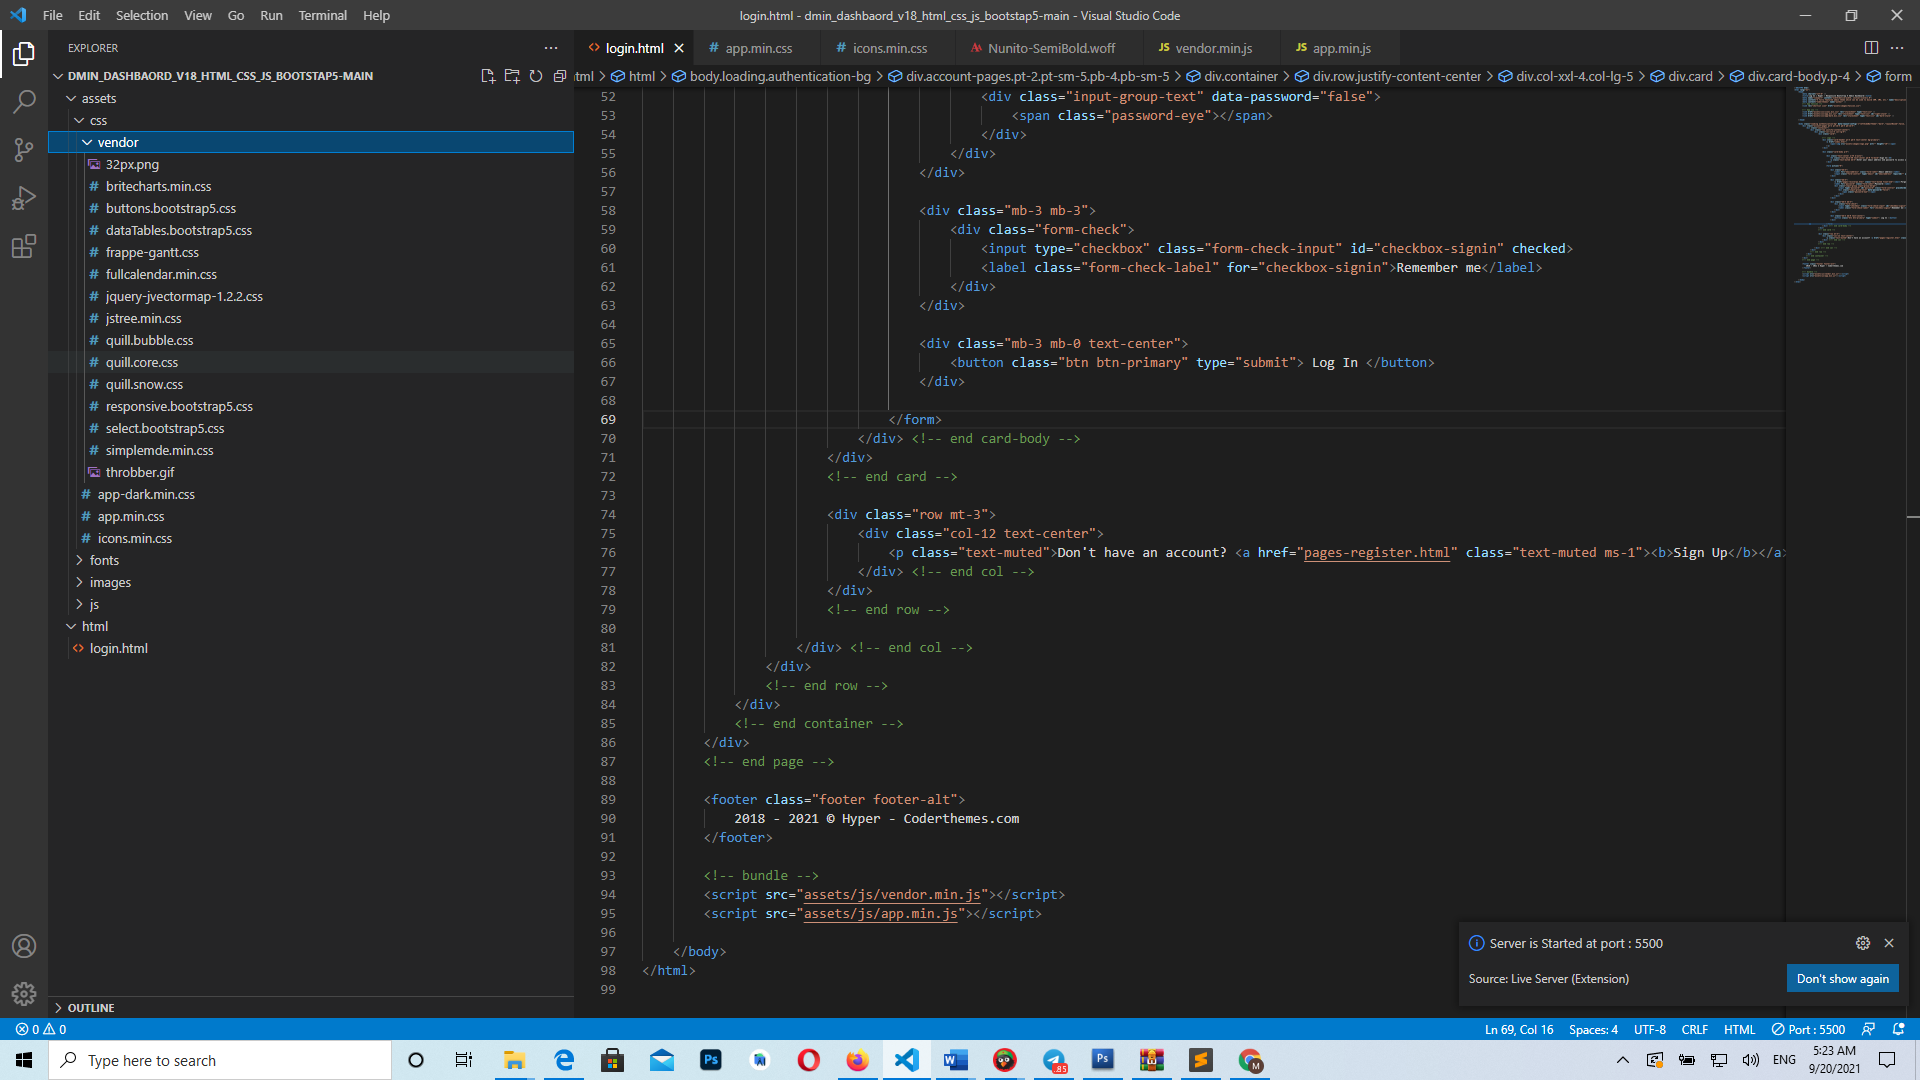 File Edit Selection View Go Run Terminal Help
login.html - dmin_dashbaord_v18_html_css_js_bootstap5-main - Visual Studio Code
EXPLORER
DMIN_DASHBAORD_V18_HTML_CSS_JS_BOOTSTAP5-MAIN
assets
css
vendor
32px.png
# britecharts.min.css
# buttons.bootstrap5.css
# dataTables.bootstrap5.css
# frappe-gantt.css
# fullcalendar.min.css
# jquery-jvectormap-1.2.2.css
# jstree.min.css
# quill.bubble.css
# quill.core.css
# quill.snow.css
# responsive.bootstrap5.css
# select.bootstrap5.css
# simplemde.min.css
throbber.gif
# app-dark.min.css
# app.min.css
# icons.min.css
fonts
images
js
html
<> login.html
OUTLINE
<> login.html
# app.min.css
# icons.min.css
Nunito-SemiBold.woff
JS vendor.min.js
JS app.min.js
tml > html > body.loading.authentication-bg > div.account-pages.pt-2.pt-sm-5.pb-4.pb-sm-5 > div.container > div.row.justify-content-center > div.col-xxl-4.col-lg-5 > div.card > div.card-body.p-4 > form
52 <div class="input-group-text" data-password="false">
53 <span class="password-eye"></span>
54 </div>
55 </div>
56 </div>
57
58 <div class="mb-3 mb-3">
59 <div class="form-check">
60 <input type="checkbox" class="form-check-input" id="checkbox-signin" checked>
61 <label class="form-check-label" for="checkbox-signin">Remember me</label>
62 </div>
63 </div>
64
65 <div class="mb-3 mb-0 text-center">
66 <button class="btn btn-primary" type="submit"> Log In </button>
67 </div>
68
69 </form>
70 </div> <!-- end card-body -->
71 </div>
72 <!-- end card -->
73
74 <div class="row mt-3">
75 <div class="col-12 text-center">
76 <p class="text-muted">Don't have an account? <a href="pages-register.html" class="text-muted ms-1"><b>Sign Up</b></a>
77 </div> <!-- end col -->
78 </div>
79 <!-- end row -->
80
81 </div> <!-- end col -->
82 </div>
83 <!-- end row -->
84 </div>
85 <!-- end container -->
86 </div>
87 <!-- end page -->
88
89 <footer class="footer footer-alt">
90 2018 - 2021 © Hyper - Coderthemes.com
91 </footer>
92
93 <!-- bundle -->
94 <script src="assets/js/vendor.min.js"></script>
95 <script src="assets/js/app.min.js"></script>
96
97 </body>
98 </html>
99
Server is Started at port : 5500
Source: Live Server (Extension)
Don't show again
0 0
Ln 69, Col 16 Spaces: 4 UTF-8 CRLF HTML Port : 5500
Type here to search
Ps
W
.85
Ps
M
ENG
5:23 AM
9/20/2021